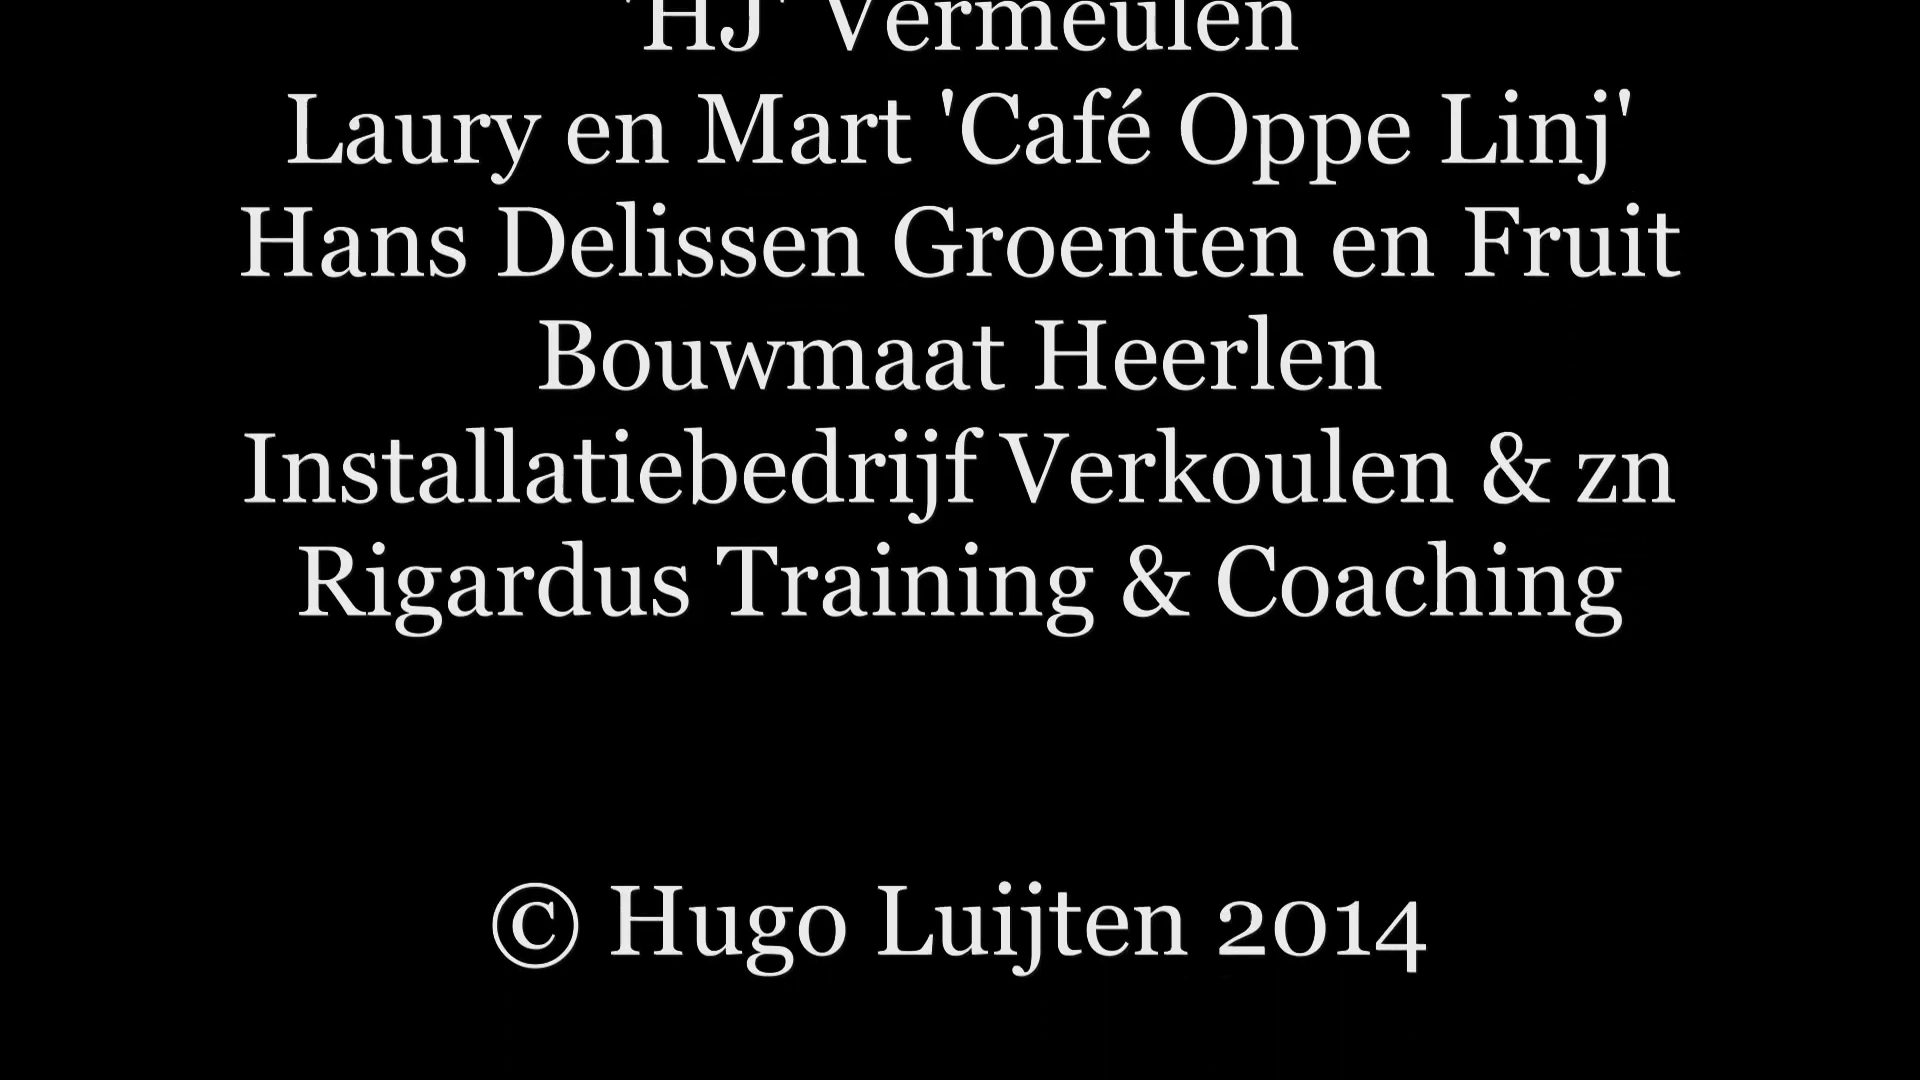 'HJ' Vermeulen
Laury en Mart 'Café Oppe Linj'
Hans Delissen Groenten en Fruit
Bouwmaat Heerlen
Installatiebedrijf Verkoulen & zn
Rigardus Training & Coaching
© Hugo Luijten 2014